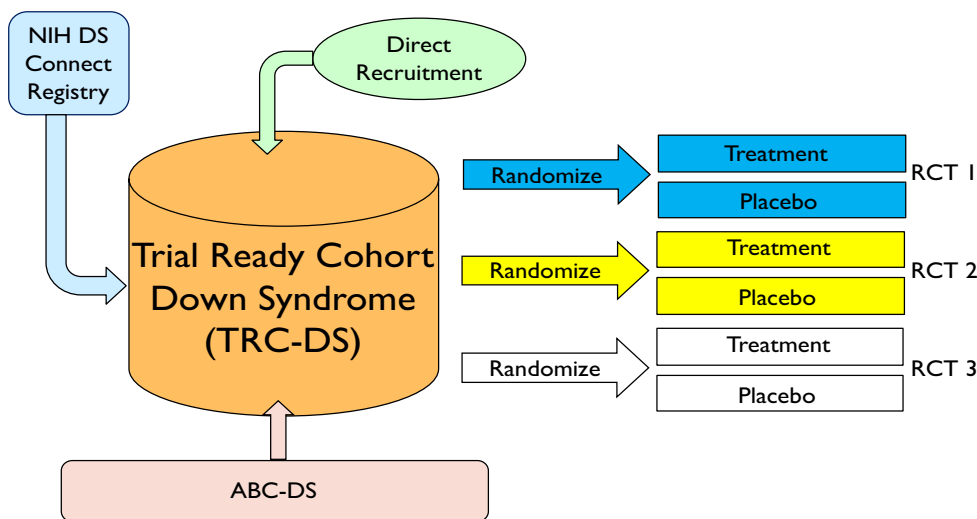 NIH DS
Connect
Registry
Direct
Recruitment
Trial Ready Cohort
Down Syndrome
(TRC-DS)
ABC-DS
Randomize
Treatment
Placebo
RCT 1
Randomize
Treatment
Placebo
RCT 2
Randomize
Treatment
Placebo
RCT 3